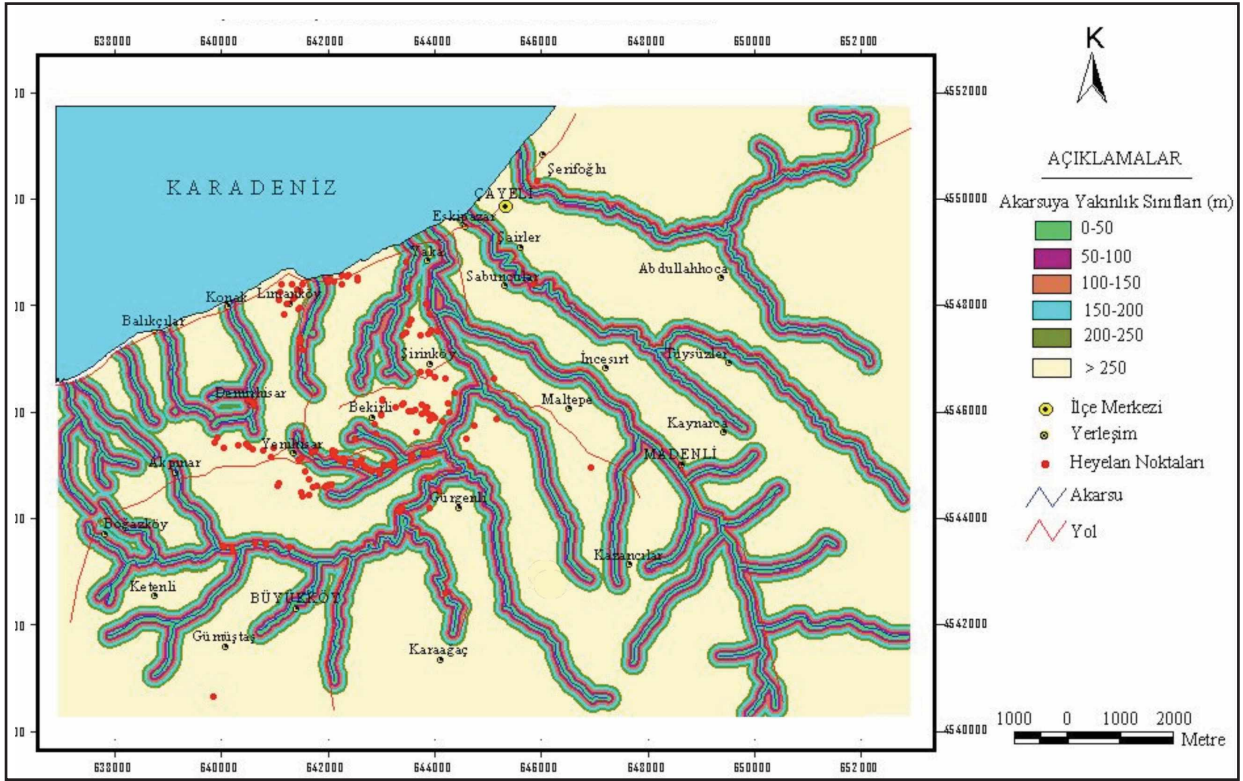 638000 640000 642000 644000 646000 648000 650000 652000
4552000
4550000
4548000
4546000
4544000
4542000
4540000
KARADENİZ
Şerifoğlu
ÇAYELİ
Eskipazar
Şairler
Yaka
Sabuncular
Abdullahhoca
Limanköy
Konak
Balıkçılar
Şirinköy
İncesırt
Tüysüzler
Demirhisar
Bekirli
Maltepe
Kaynarca
Yenihisar
MADENLİ
Akpınar
Gürgenli
Boğazköy
Karancılar
Ketenli
BÜYÜKKÖY
Gümüştaş
Karaağaç
638000 640000 642000 644000 646000 648000 650000 652000
K
AÇIKLAMALAR
Akarsuya Yakınlık Sınıfları (m)
0-50
50-100
100-150
150-200
200-250
> 250
İlçe Merkezi
Yerleşim
Heyelan Noktaları
Akarsu
Yol
1000 0 1000 2000
Metre